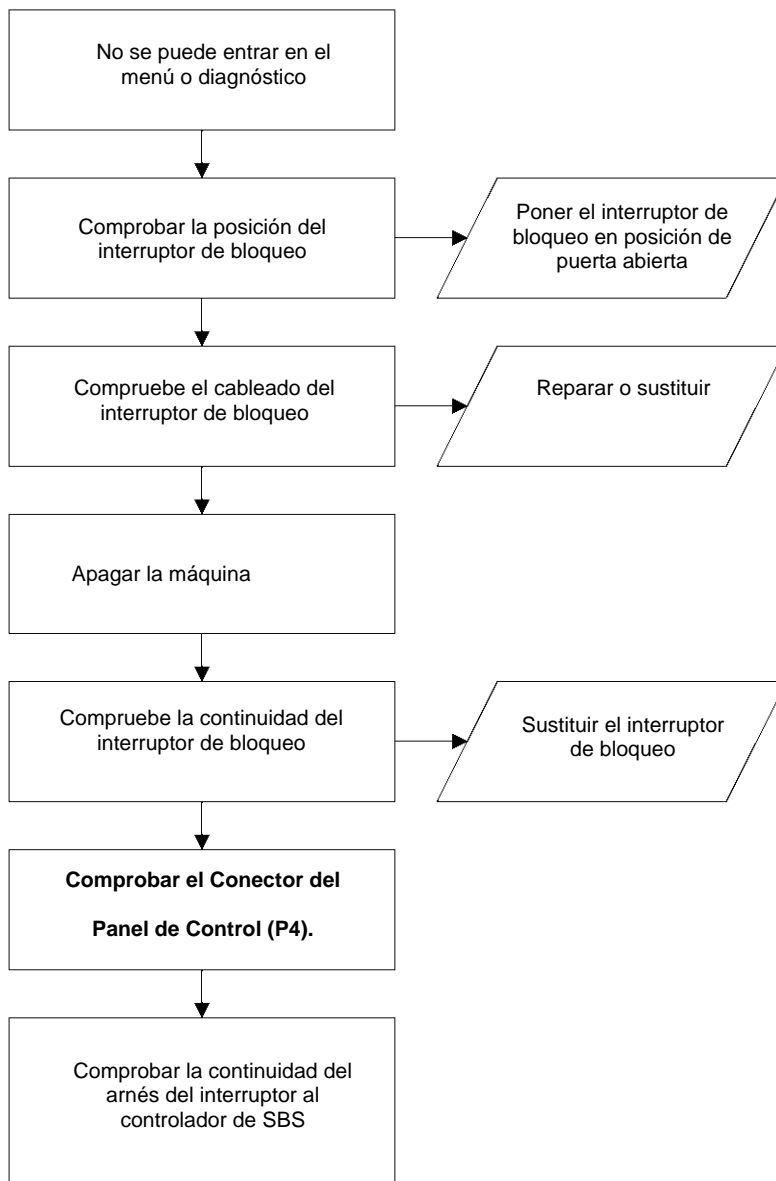 No se puede entrar en el
menú o diagnóstico
Comprobar la posición del
interruptor de bloqueo
Poner el interruptor de
bloqueo en posición de
puerta abierta
Compruebe el cableado del
interruptor de bloqueo
Reparar o sustituir
Apagar la máquina
Compruebe la continuidad del
interruptor de bloqueo
Sustituir el interruptor
de bloqueo
Comprobar el Conector del
Panel de Control (P4).
Comprobar la continuidad del
arnés del interruptor al
controlador de SBS